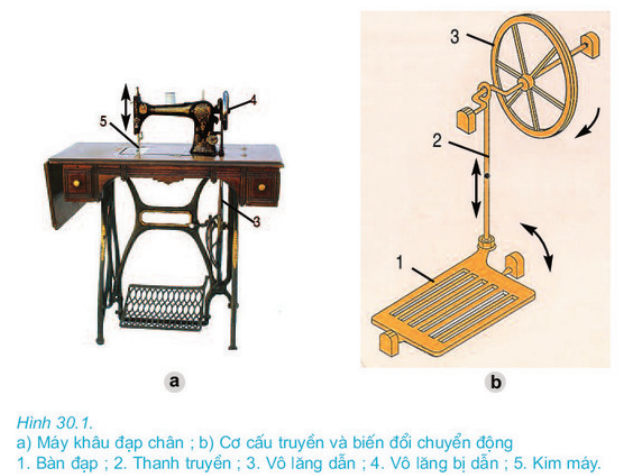 5
4
3
a
3
2
1
b
Hình 30.1.
a) Máy khâu đạp chân ; b) Cơ cấu truyền và biến đổi chuyển động
1. Bàn đạp ; 2. Thanh truyền ; 3. Vô lăng dẫn ; 4. Vô lăng bị dẫn ; 5. Kim máy.